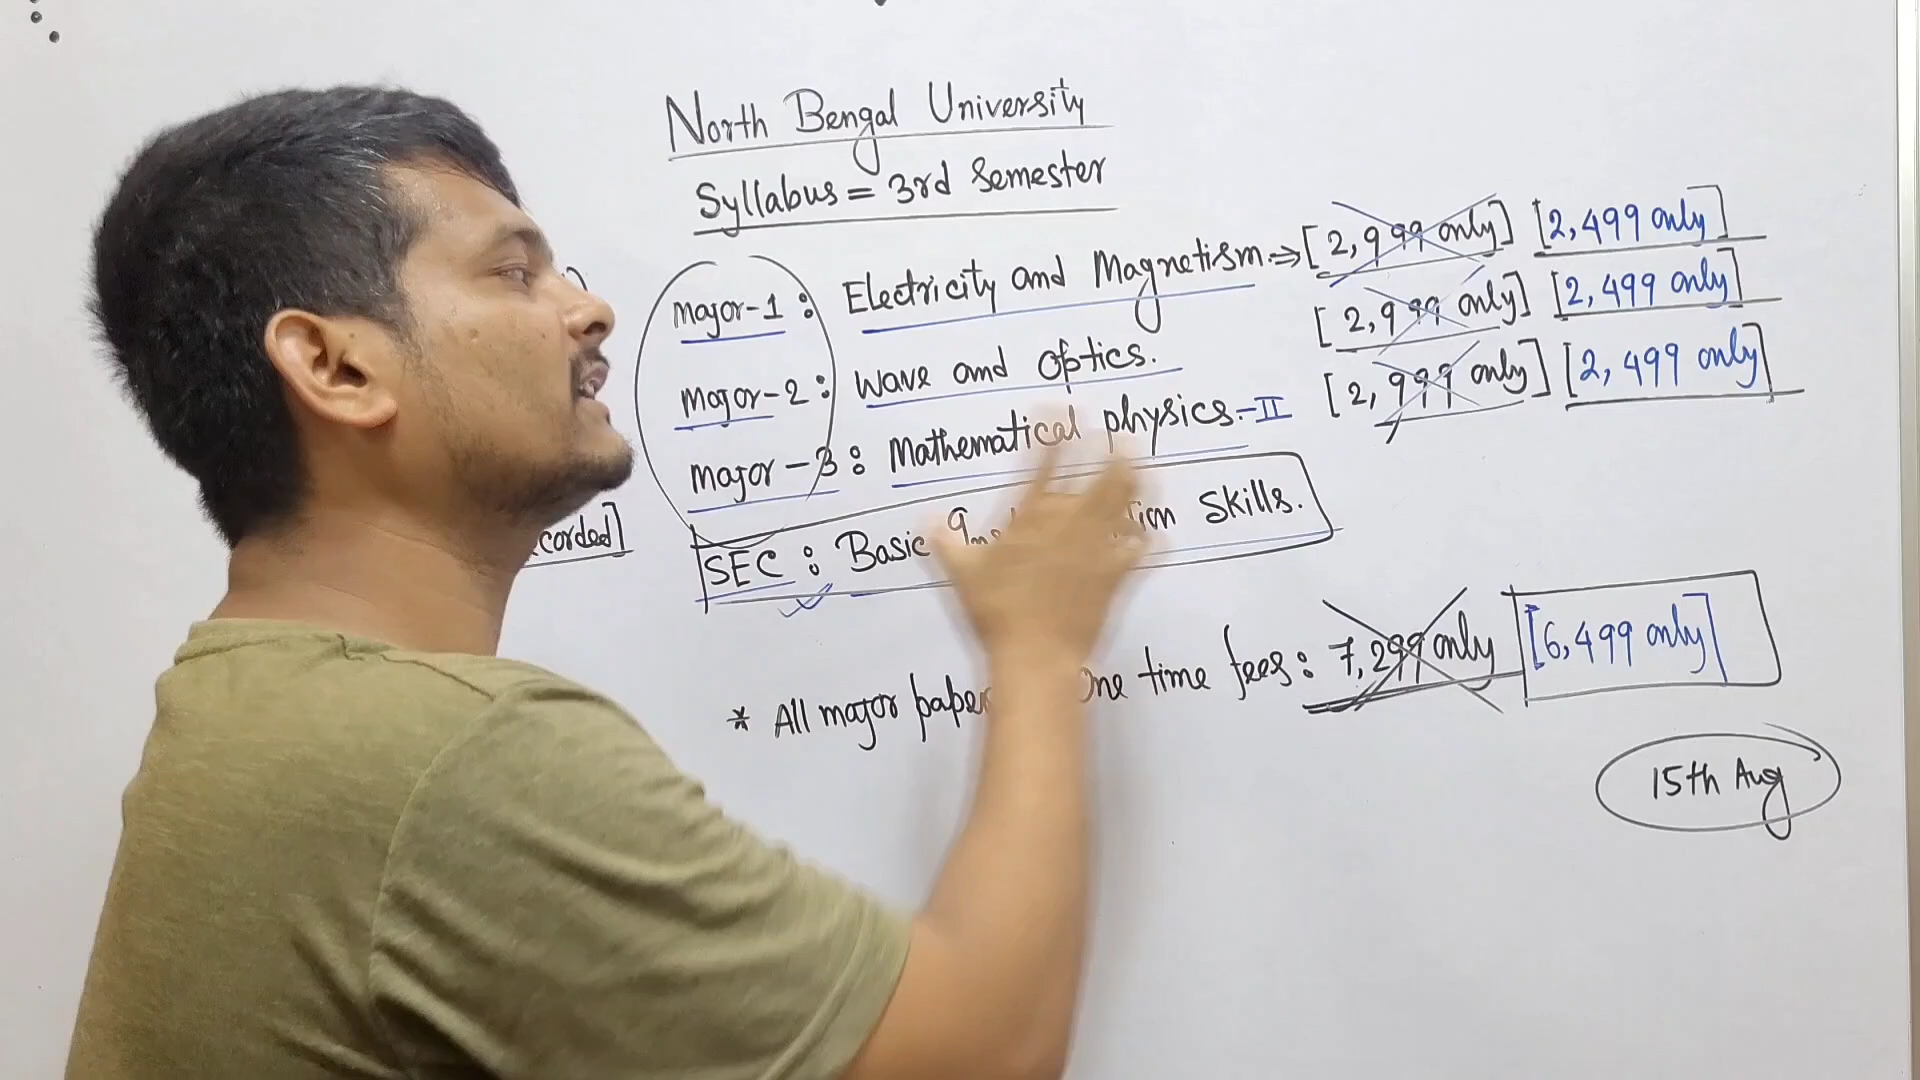 North Bengal University
Syllabus = 3rd Semester
Major-1 : Electricity and Magnetism → [2,999 only] [2,499 only]
Major-2 : Wave and Optics. [2,999 only] [2,499 only]
Major-3 : Mathematical physics.-II [2,999 only] [2,499 only]
corded]
SEC : Basic Skills.
* All major One time fees : 7,299 only [6,499 only]
15th Aug